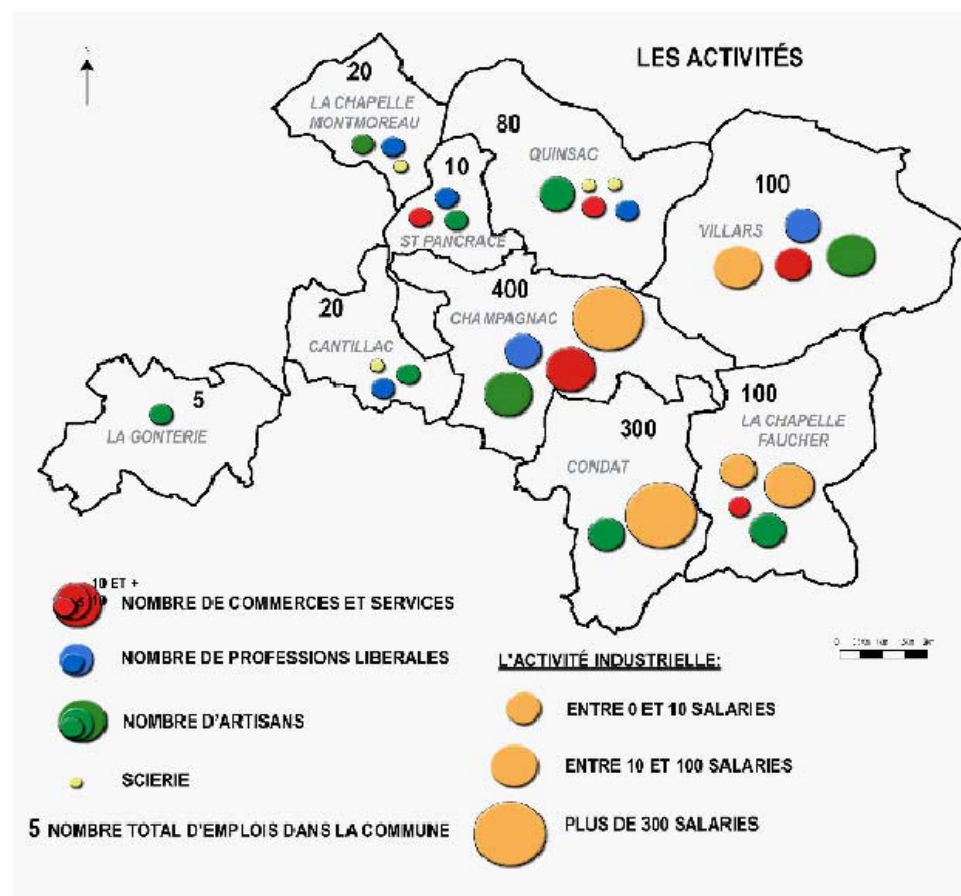 LES ACTIVITÉS
20
LA CHAPELLE
MONTMOREAU
80
QUINSAC
10
ST PANCRACE
100
VILLARS
400
CHAMPAGNAC
20
CANTILLAC
5
LA GONTERIE
300
CONDAT
100
LA CHAPELLE
FAUCHER
10 ET +
NOMBRE DE COMMERCES ET SERVICES
NOMBRE DE PROFESSIONS LIBERALES
NOMBRE D'ARTISANS
SCIERIE
5 NOMBRE TOTAL D'EMPLOIS DANS LA COMMUNE
L'ACTIVITÉ INDUSTRIELLE:
ENTRE 0 ET 10 SALARIES
ENTRE 10 ET 100 SALARIES
PLUS DE 300 SALARIES